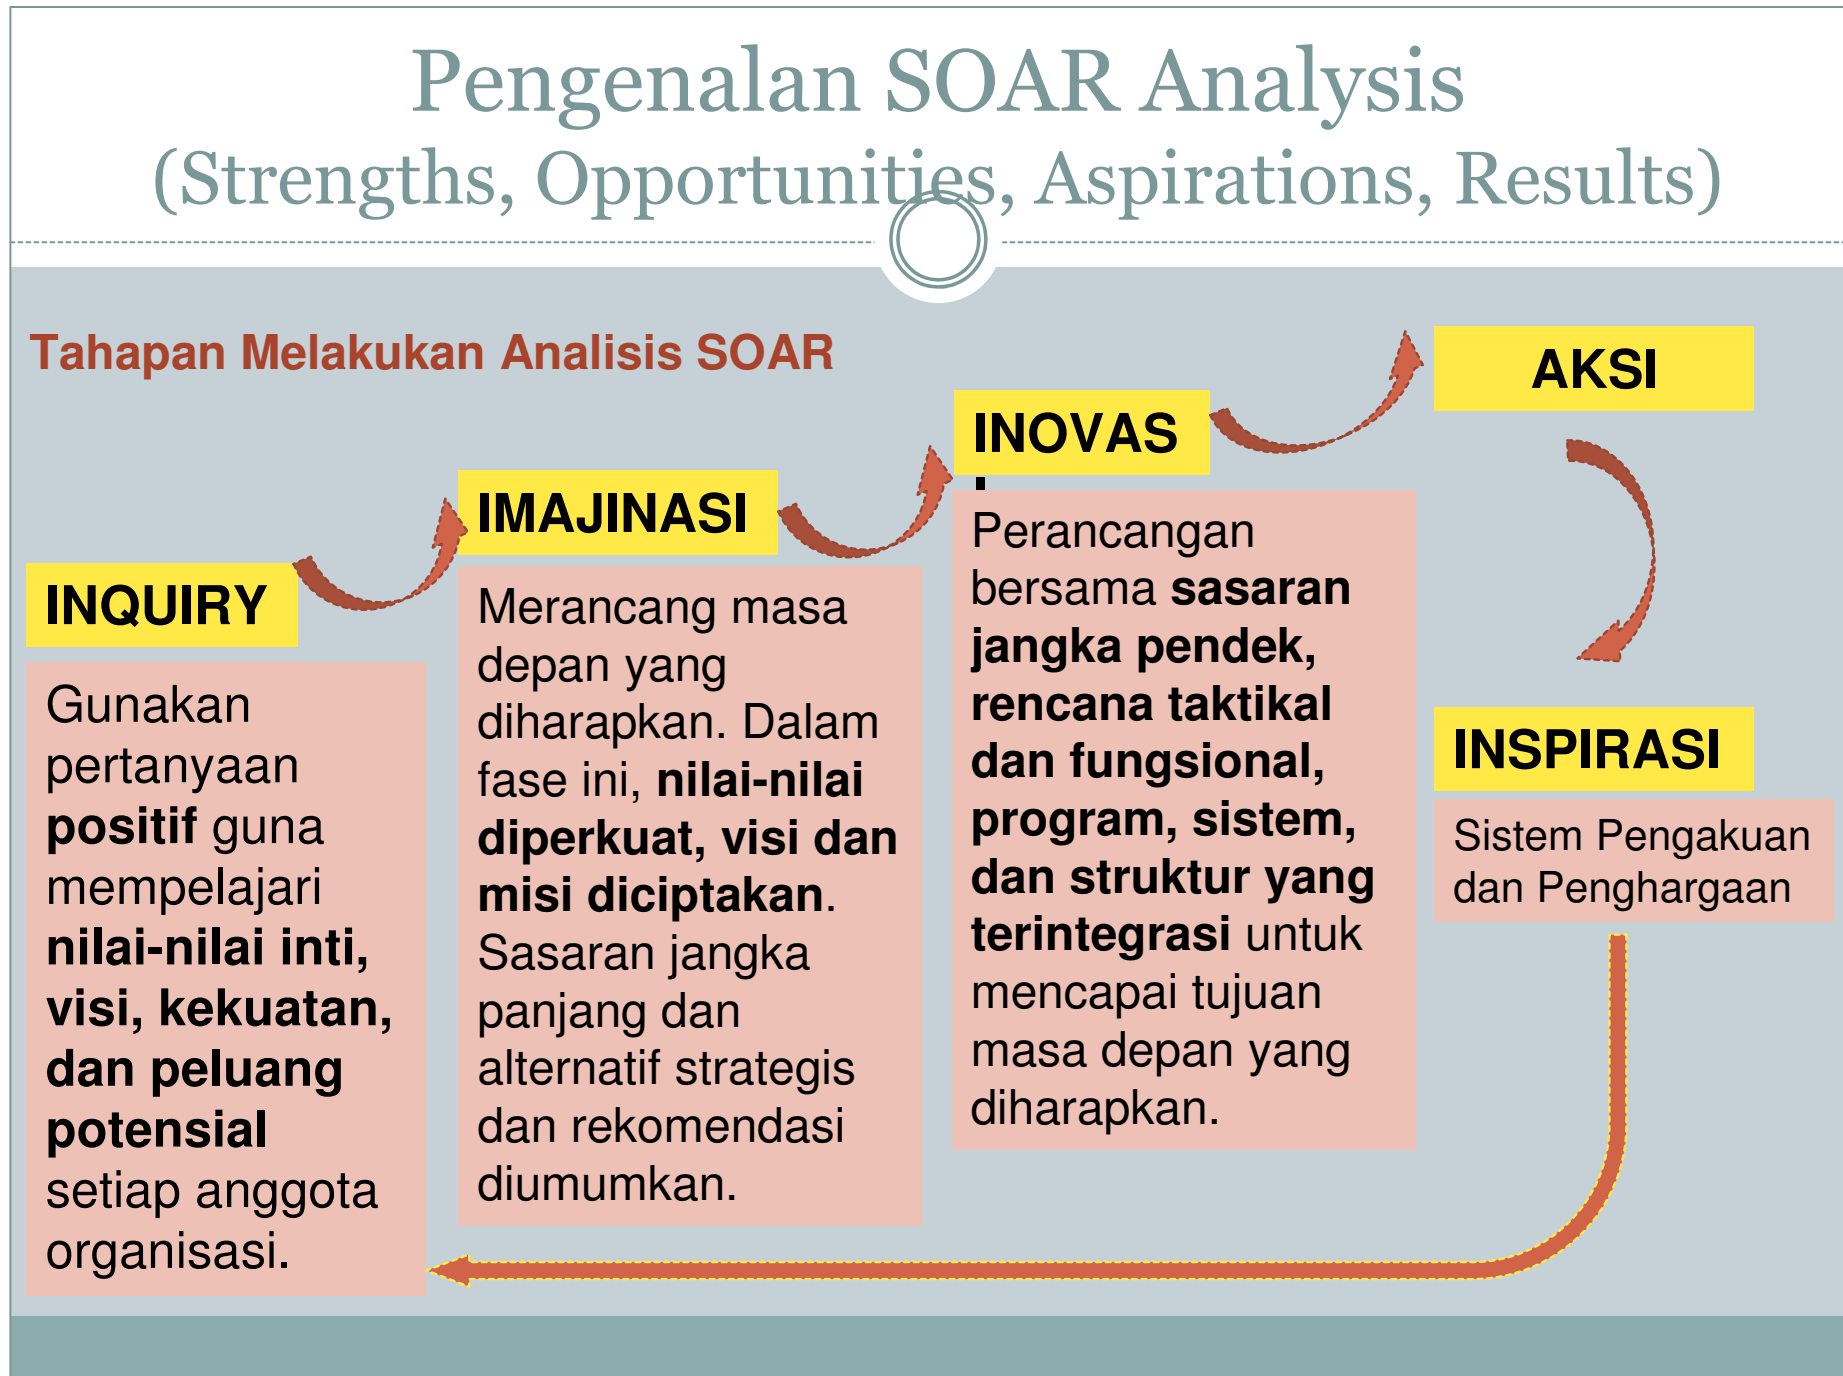 Pengenalan SOAR Analysis
(Strengths, Opportunities, Aspirations, Results)
Tahapan Melakukan Analisis SOAR
INQUIRY
Gunakan
pertanyaan
positif guna
mempelajari
nilai-nilai inti,
visi, kekuatan,
dan peluang
potensial
setiap anggota
organisasi.
IMAJINASI
Merancang masa
depan yang
diharapkan. Dalam
fase ini, nilai-nilai
diperkuat, visi dan
misi diciptakan.
Sasaran jangka
panjang dan
alternatif strategis
dan rekomendasi
diumumkan.
INOVAS
I
Perancangan
bersama sasaran
jangka pendek,
rencana taktikal
dan fungsional,
program, sistem,
dan struktur yang
terintegrasi untuk
mencapai tujuan
masa depan yang
diharapkan.
AKSI
INSPIRASI
Sistem Pengakuan
dan Penghargaan